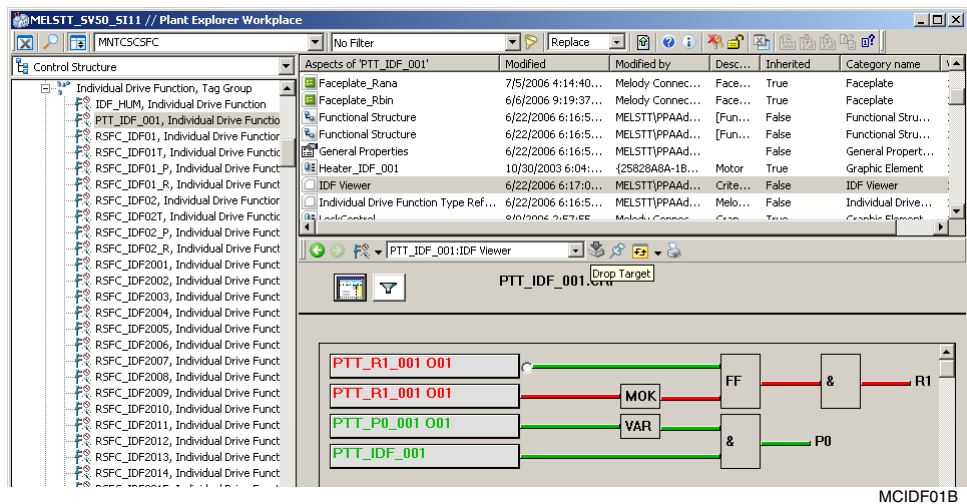 MELSTT_SV50_SI11 // Plant Explorer Workplace
MNTCSCSFC No Filter Replace
Control Structure
Individual Drive Function, Tag Group
IDF_HUM, Individual Drive Function
PTT_IDF_001, Individual Drive Functio
RSFC_IDF01, Individual Drive Function
RSFC_IDF01T, Individual Drive Functic
RSFC_IDF01_P, Individual Drive Funct
RSFC_IDF01_R, Individual Drive Funct
RSFC_IDF02, Individual Drive Function
RSFC_IDF02T, Individual Drive Functic
RSFC_IDF02_P, Individual Drive Funct
RSFC_IDF02_R, Individual Drive Funct
RSFC_IDF2001, Individual Drive Funct
RSFC_IDF2002, Individual Drive Funct
RSFC_IDF2003, Individual Drive Funct
RSFC_IDF2004, Individual Drive Funct
RSFC_IDF2005, Individual Drive Funct
RSFC_IDF2006, Individual Drive Funct
RSFC_IDF2007, Individual Drive Funct
RSFC_IDF2008, Individual Drive Funct
RSFC_IDF2009, Individual Drive Funct
RSFC_IDF2010, Individual Drive Funct
RSFC_IDF2011, Individual Drive Funct
RSFC_IDF2012, Individual Drive Funct
RSFC_IDF2013, Individual Drive Funct
RSFC_IDF2014, Individual Drive Funct
Aspects of 'PTT_IDF_001' Modified Modified by Desc... Inherited Category name
Faceplate_Rana 7/5/2006 4:14:40... Melody Connec... Face... True Faceplate
Faceplate_Rbin 6/6/2006 9:19:37... Melody Connec... Face... True Faceplate
Functional Structure 6/22/2006 6:16:5... MELSTT\PPAAd... [Fun... False Functional Stru...
Functional Structure 6/22/2006 6:16:5... MELSTT\PPAAd... [Fun... False Functional Stru...
General Properties 6/22/2006 6:16:5... MELSTT\PPAAd... False General Propert...
Heater_IDF_001 10/30/2003 6:04:... {25828A8A-1B... Motor True Graphic Element
IDF Viewer 6/22/2006 6:17:0... MELSTT\PPAAd... Crite... False IDF Viewer
Individual Drive Function Type Ref... 6/22/2006 6:16:5... MELSTT\PPAAd... Melo... False Individual Drive...
LockControl Melody Connec... True Graphic Element
PTT_IDF_001:IDF Viewer
Drop Target
PTT_IDF_001.CRP
PTT_R1_001 O01
PTT_R1_001 O01 MOK FF & R1
PTT_P0_001 O01 VAR
PTT_IDF_001 & P0
MCIDF01B